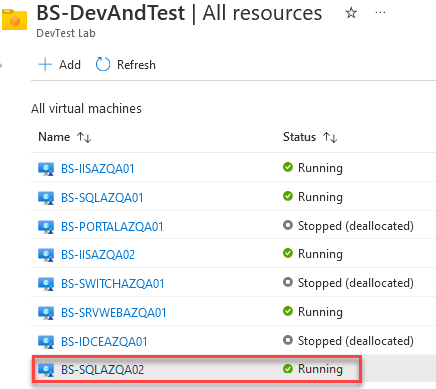 BS-DevAndTest | All resources
DevTest Lab
Add Refresh
All virtual machines
Name Status
BS-IISAZQA01 Running
BS-SQLAZQA01 Running
BS-PORTALAZQA01 Stopped (deallocated)
BS-IISAZQA02 Running
BS-SWITCHAZQA01 Stopped (deallocated)
BS-SRVWEBAZQA01 Running
BS-IDCEAZQA01 Stopped (deallocated)
BS-SQLAZQA02 Running